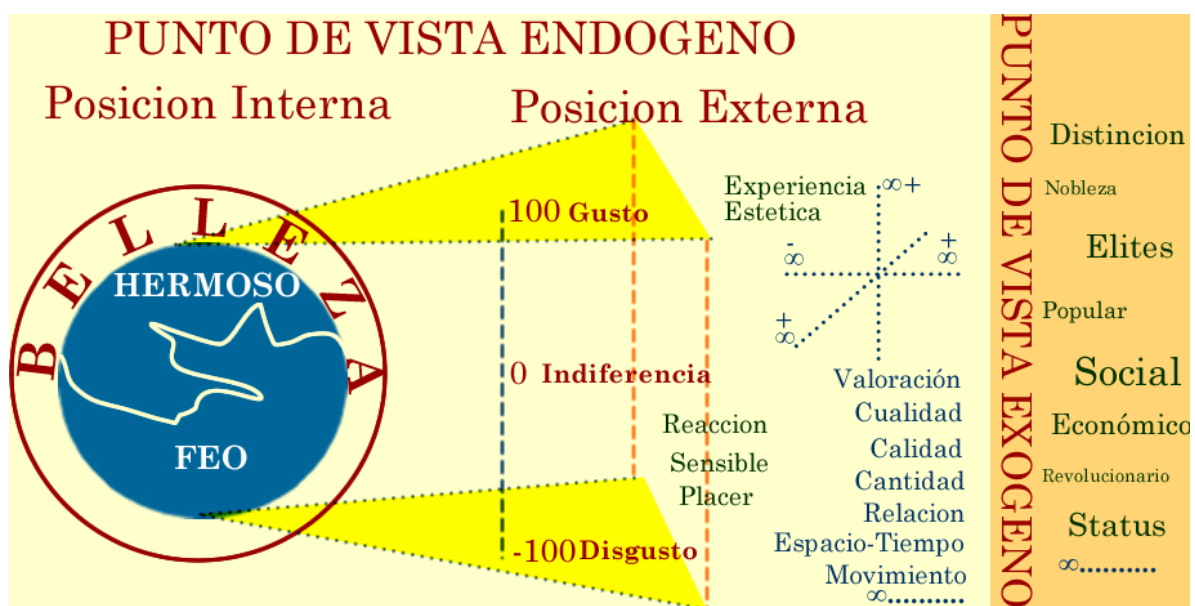 PUNTO DE VISTA ENDOGENO
Posicion Interna
Posicion Externa
BELLEZA
HERMOSO
FEO
100 Gusto
0 Indiferencia
-100 Disgusto
Reaccion
Sensible
Placer
Experiencia
Estetica
∞+
-
∞
+
∞
+
∞
Valoración
Cualidad
Calidad
Cantidad
Relacion
Espacio-Tiempo
Movimiento
∞..........
PUNTO DE VISTA EXOGENO
Distincion
Nobleza
Elites
Popular
Social
Económico
Revolucionario
Status
∞..........